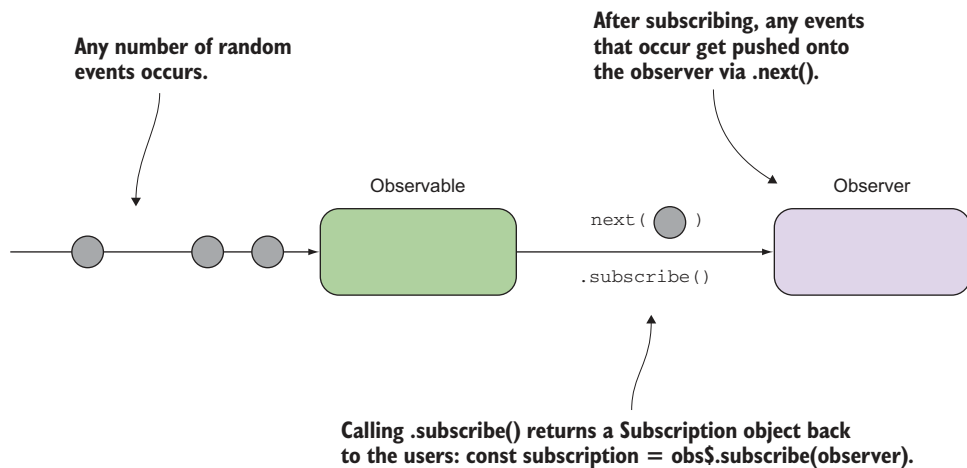 Any number of random
events occurs.
After subscribing, any events
that occur get pushed onto
the observer via .next().
Observable
Observer
next( )
.subscribe()
Calling .subscribe() returns a Subscription object back
to the users: const subscription = obs$.subscribe(observer).